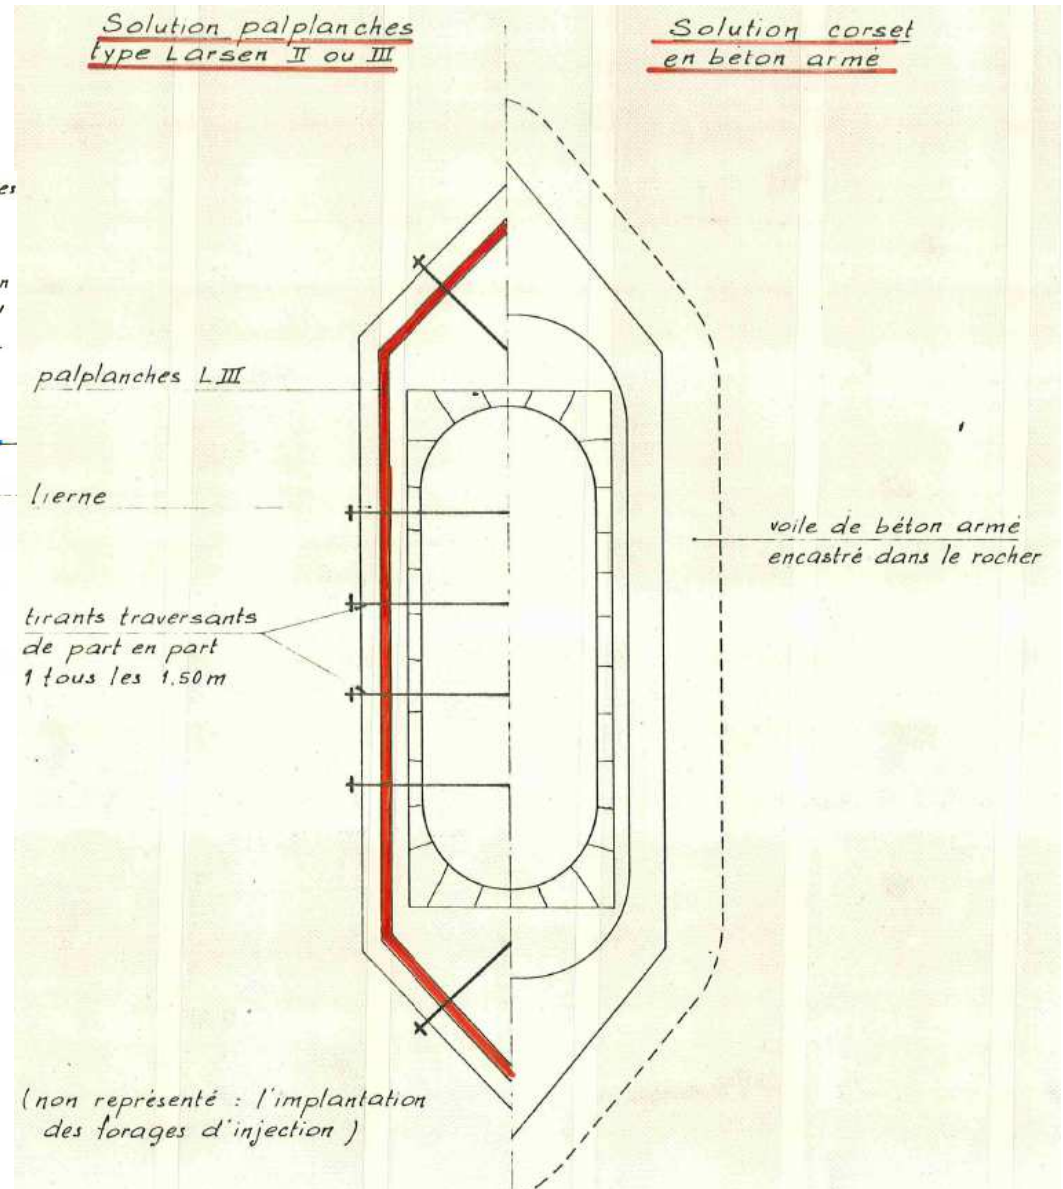 Solution palplanches
type Larsen II ou III
Solution corset
en béton armé
es
n
palplanches L III
lierne
tirants traversants
de part en part
1 tous les 1.50 m
voile de béton armé
encastré dans le rocher
(non représenté : l'implantation
des forages d'injection)